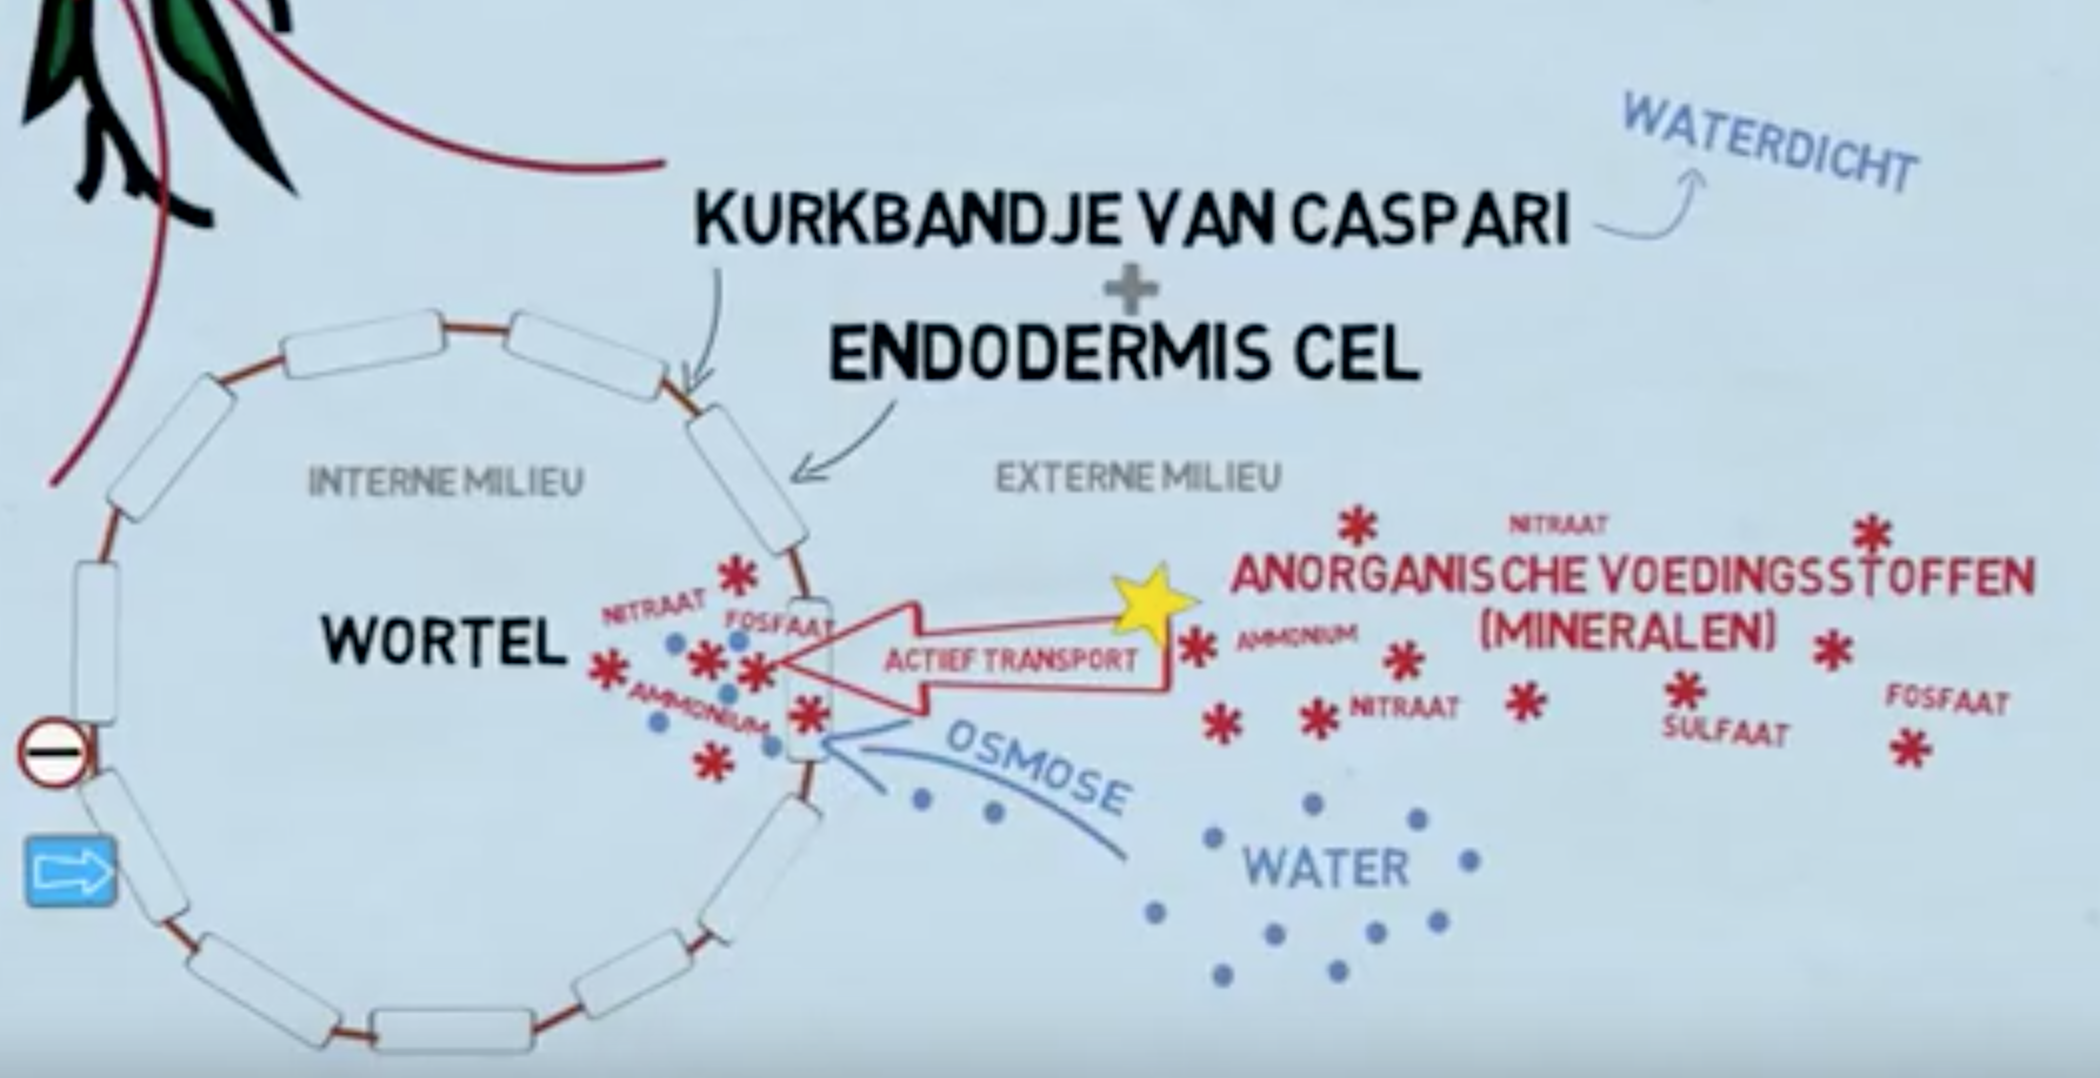 WATERDICHT
KURKBANDJE VAN CASPARI
+
ENDODERMIS CEL
INTERNE MILIEU
EXTERNE MILIEU
NITRAAT
ANORGANISCHE VOEDINGSSTOFFEN
(MINERALEN)
WORTEL
NITRAAT
FOSFAAT
AMMONIUM
ACTIEF TRANSPORT
AMMONIUM
NITRAAT
SULFAAT
FOSFAAT
OSMOSE
WATER